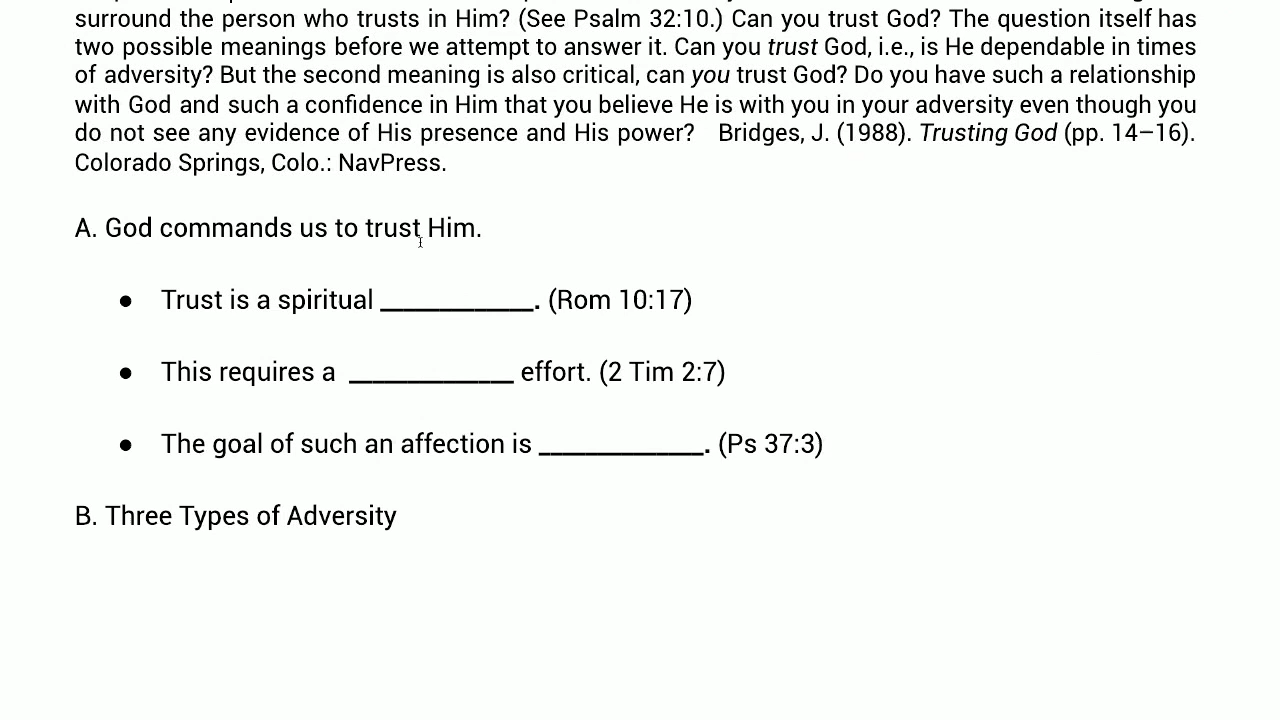 surround the person who trusts in Him? (See Psalm 32:10.) Can you trust God? The question itself has
two possible meanings before we attempt to answer it. Can you trust God, i.e., is He dependable in times
of adversity? But the second meaning is also critical, can you trust God? Do you have such a relationship
with God and such a confidence in Him that you believe He is with you in your adversity even though you
do not see any evidence of His presence and His power? Bridges, J. (1988). Trusting God (pp. 14–16).
Colorado Springs, Colo.: NavPress.
A. God commands us to trust Him.
● Trust is a spiritual ___________. (Rom 10:17)
● This requires a ____________ effort. (2 Tim 2:7)
● The goal of such an affection is ____________. (Ps 37:3)
B. Three Types of Adversity